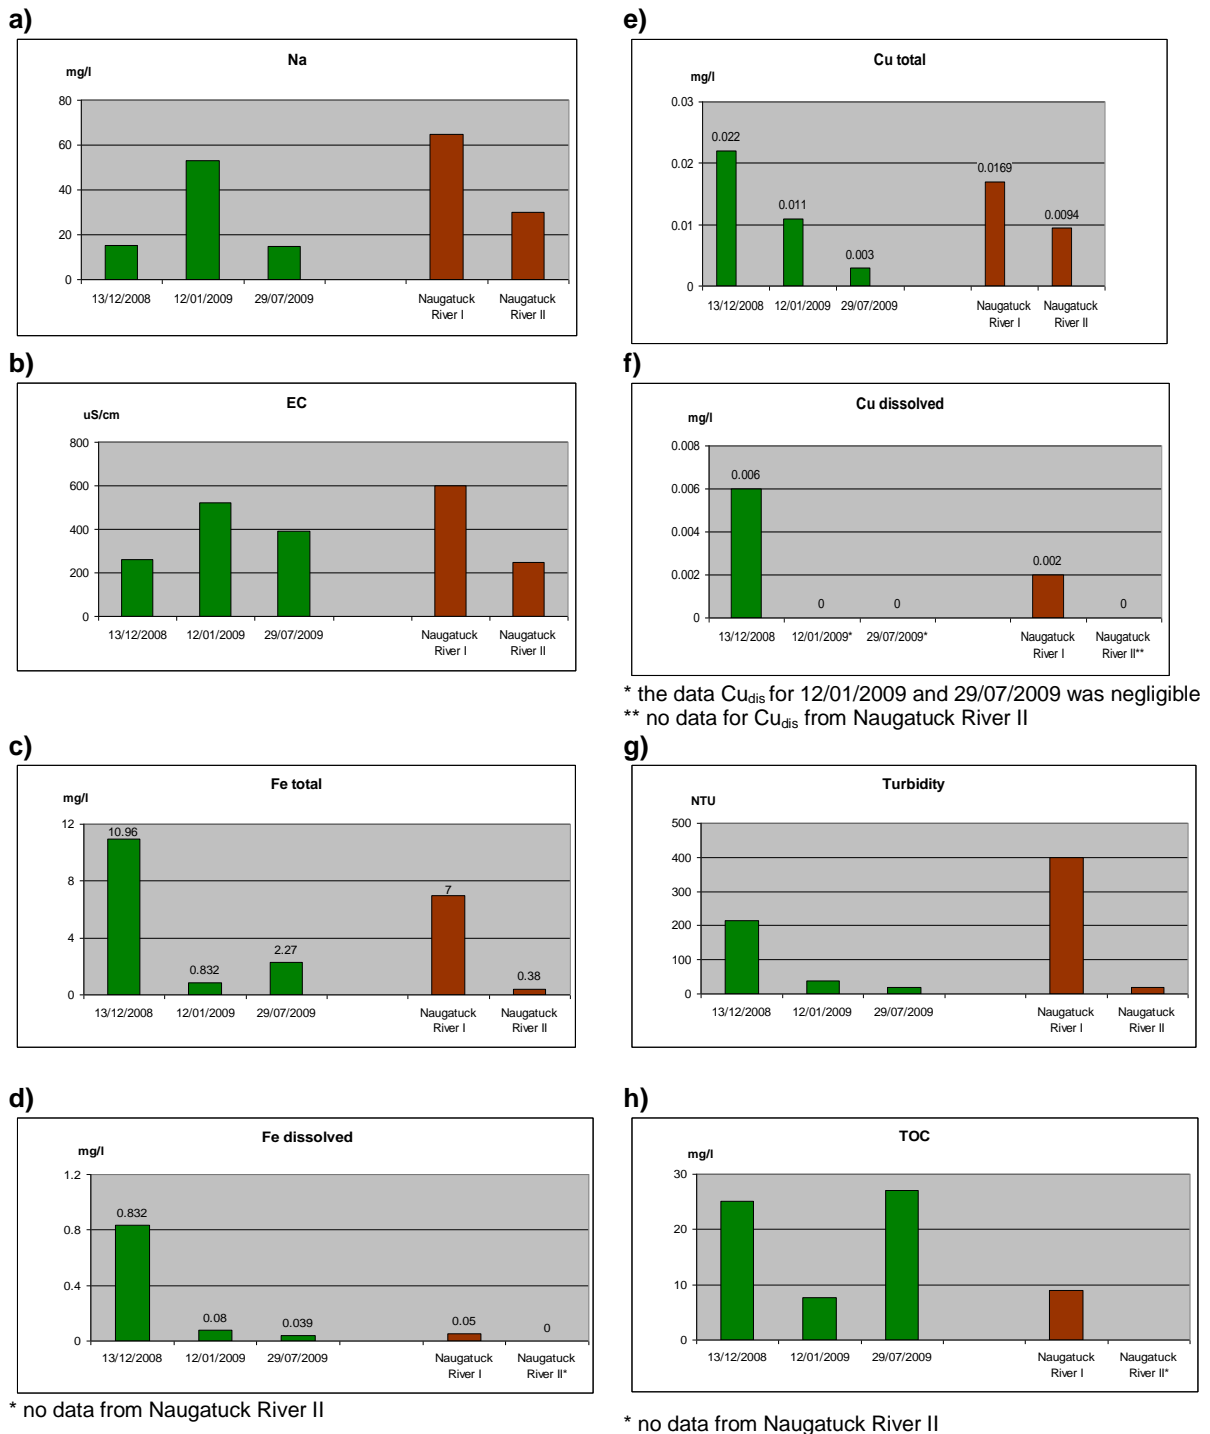 a)
Na
mg/l
80
60
40
20
0
13/12/2008 12/01/2009 29/07/2009 Naugatuck River I Naugatuck River II
b)
EC
uS/cm
800
600
400
200
0
13/12/2008 12/01/2009 29/07/2009 Naugatuck River I Naugatuck River II
c)
Fe total
mg/l
12
8
4
0
10.96
0.832
2.27
7
0.38
13/12/2008 12/01/2009 29/07/2009 Naugatuck River I Naugatuck River II
d)
Fe dissolved
mg/l
1.2
0.8
0.4
0
0.832
0.08
0.039
0.05
0
13/12/2008 12/01/2009 29/07/2009 Naugatuck River I Naugatuck River II*
* no data from Naugatuck River II
e)
Cu total
mg/l
0.03
0.02
0.01
0
0.022
0.011
0.003
0.0169
0.0094
13/12/2008 12/01/2009 29/07/2009 Naugatuck River I Naugatuck River II
f)
Cu dissolved
mg/l
0.008
0.006
0.004
0.002
0
0.006
0
0
0.002
0
13/12/2008 12/01/2009* 29/07/2009* Naugatuck River I Naugatuck River II**
* the data Cudis for 12/01/2009 and 29/07/2009 was negligible
** no data for Cudis from Naugatuck River II
g)
Turbidity
NTU
500
400
300
200
100
0
13/12/2008 12/01/2009 29/07/2009 Naugatuck River I Naugatuck River II
h)
TOC
mg/l
30
20
10
0
13/12/2008 12/01/2009 29/07/2009 Naugatuck River I Naugatuck River II*
* no data from Naugatuck River II